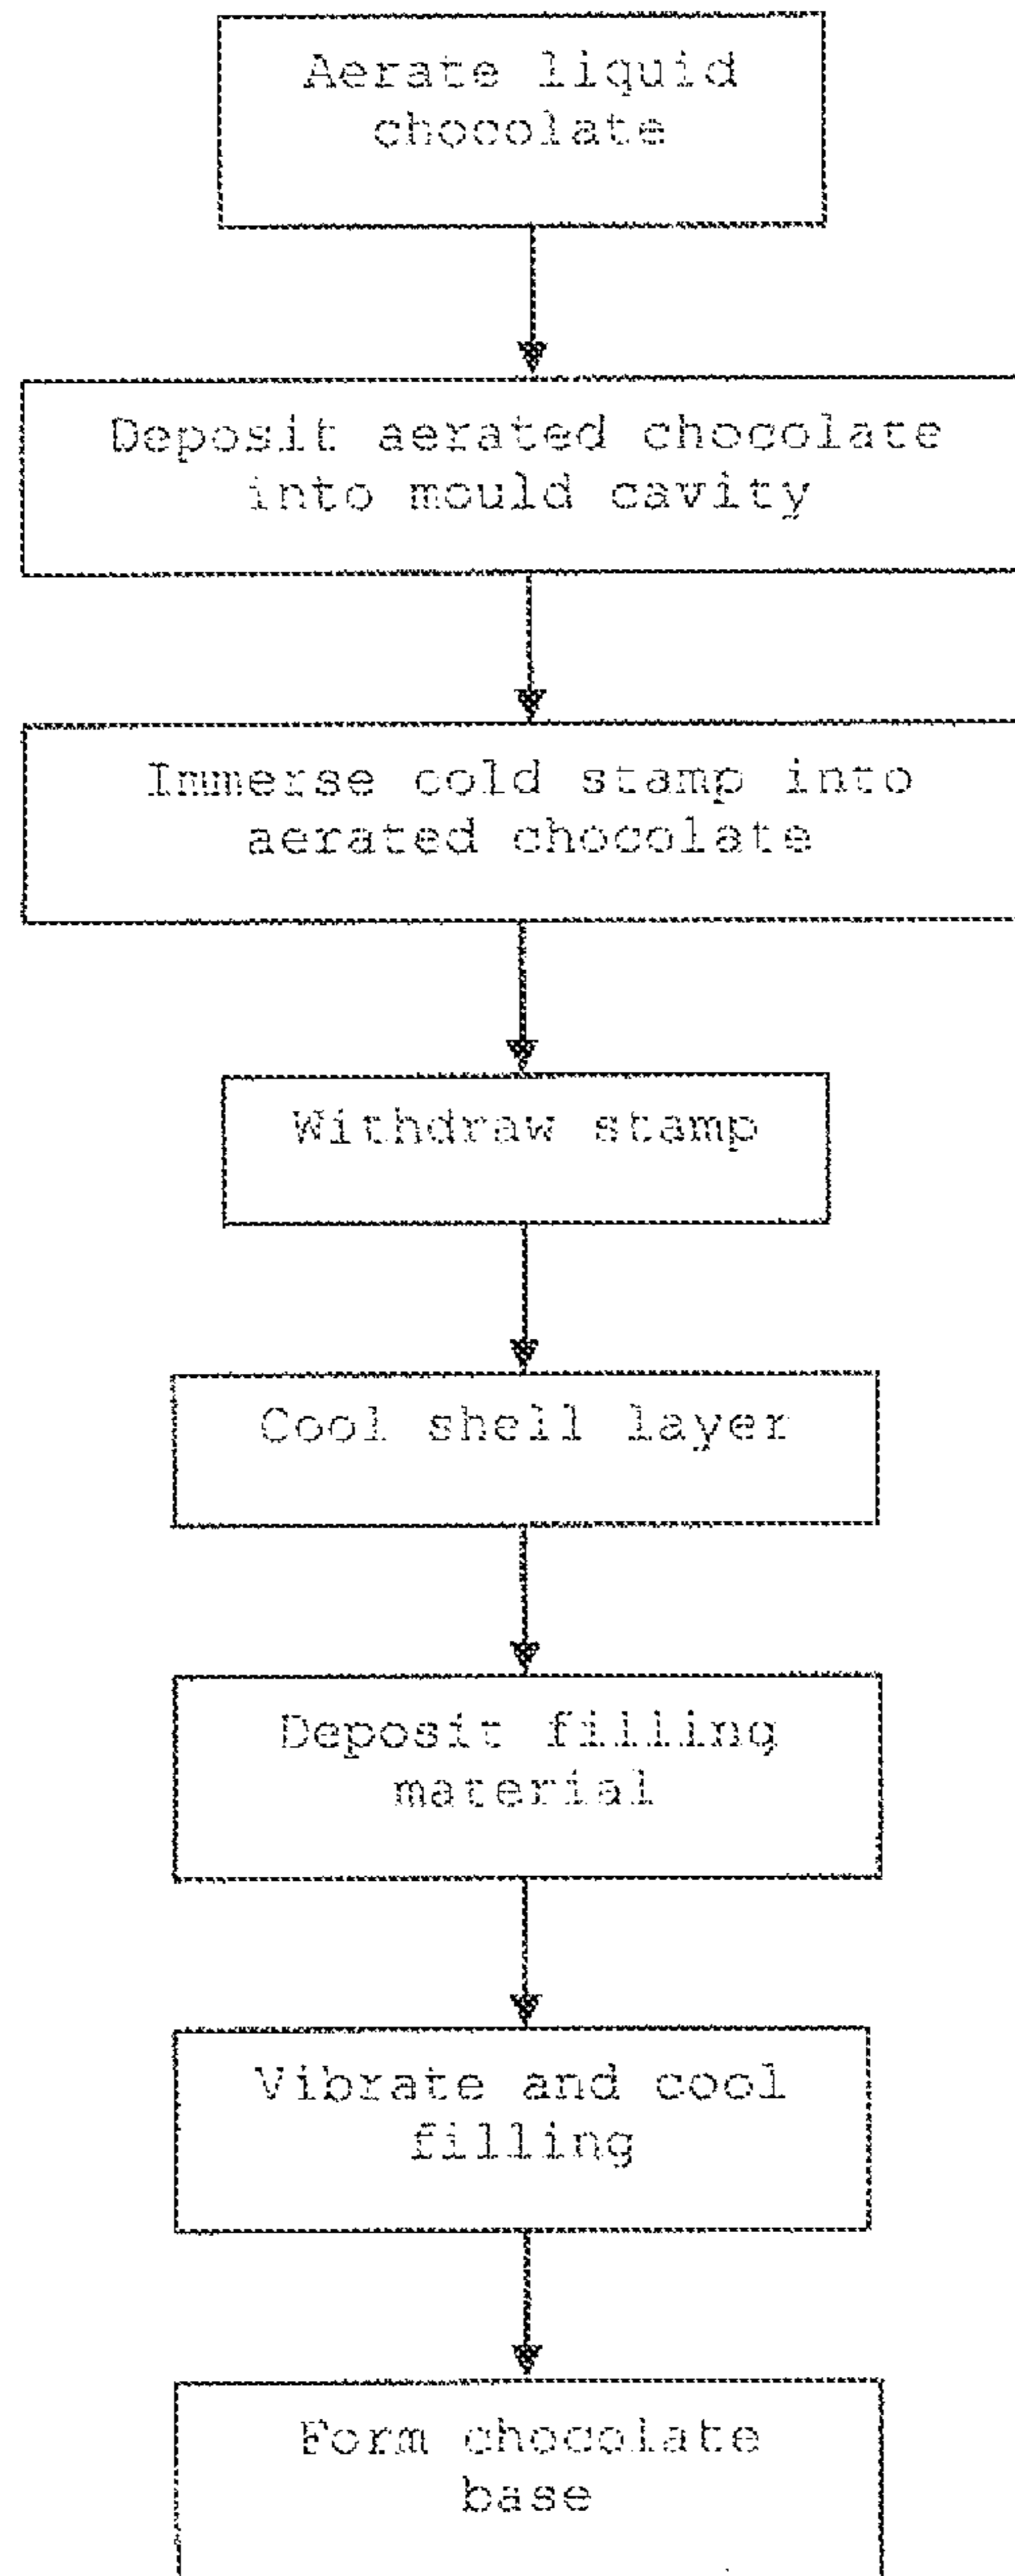 Aerate liquid
chocolate
Deposit aerated chocolate
into mould cavity
Immerse cold stamp into
aerated chocolate
Withdraw stamp
Cool shell layer
Deposit filling
material
Vibrate and cool
filling
Form chocolate
base